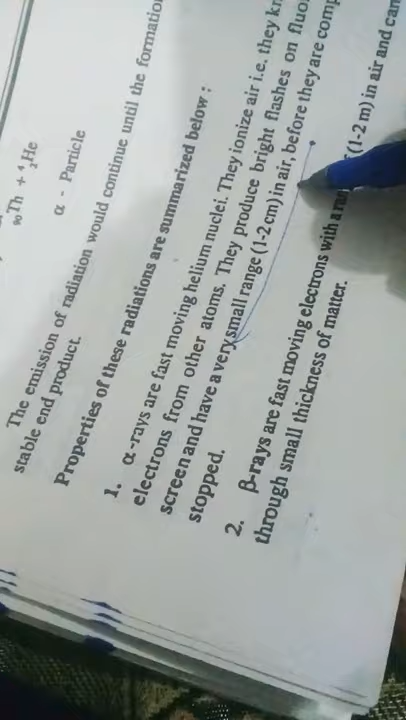 ₉₀Th + ⁴₂He
α - Particle
The emission of radiation would continue until the formation
stable end product.
Properties of these radiations are summarized below :
1. α-rays are fast moving helium nuclei. They ionize air i.e. they
electrons from other atoms. They produce bright flashes on
screen and have a very small range (1-2 cm) in air, before they are
stopped.
2. β-rays are fast moving electrons with a (1-2 m) in air and can
through small thickness of matter.